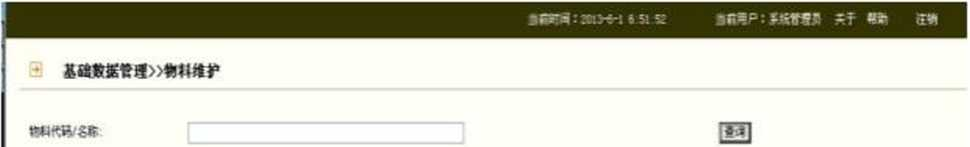 当前时间：2013-6-1 6:51:52 当前用户：系统管理员 关于 帮助 注销
基础数据管理>>物料维护
物料代码/名称: 查询